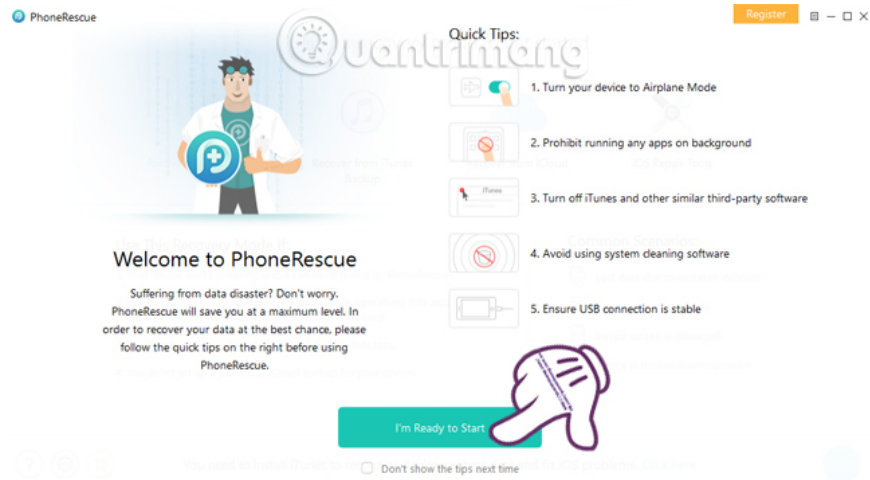 PhoneRescue
Register
Quantrimang
Quick Tips:
1. Turn your device to Airplane Mode
2. Prohibit running any apps on background
iTunes
3. Turn off iTunes and other similar third-party software
4. Avoid using system cleaning software
5. Ensure USB connection is stable
Welcome to PhoneRescue
Suffering from data disaster? Don't worry.
PhoneRescue will save you at a maximum level. In
order to recover your data at the best chance, please
follow the quick tips on the right before using
PhoneRescue.
I'm Ready to Start
Don't show the tips next time